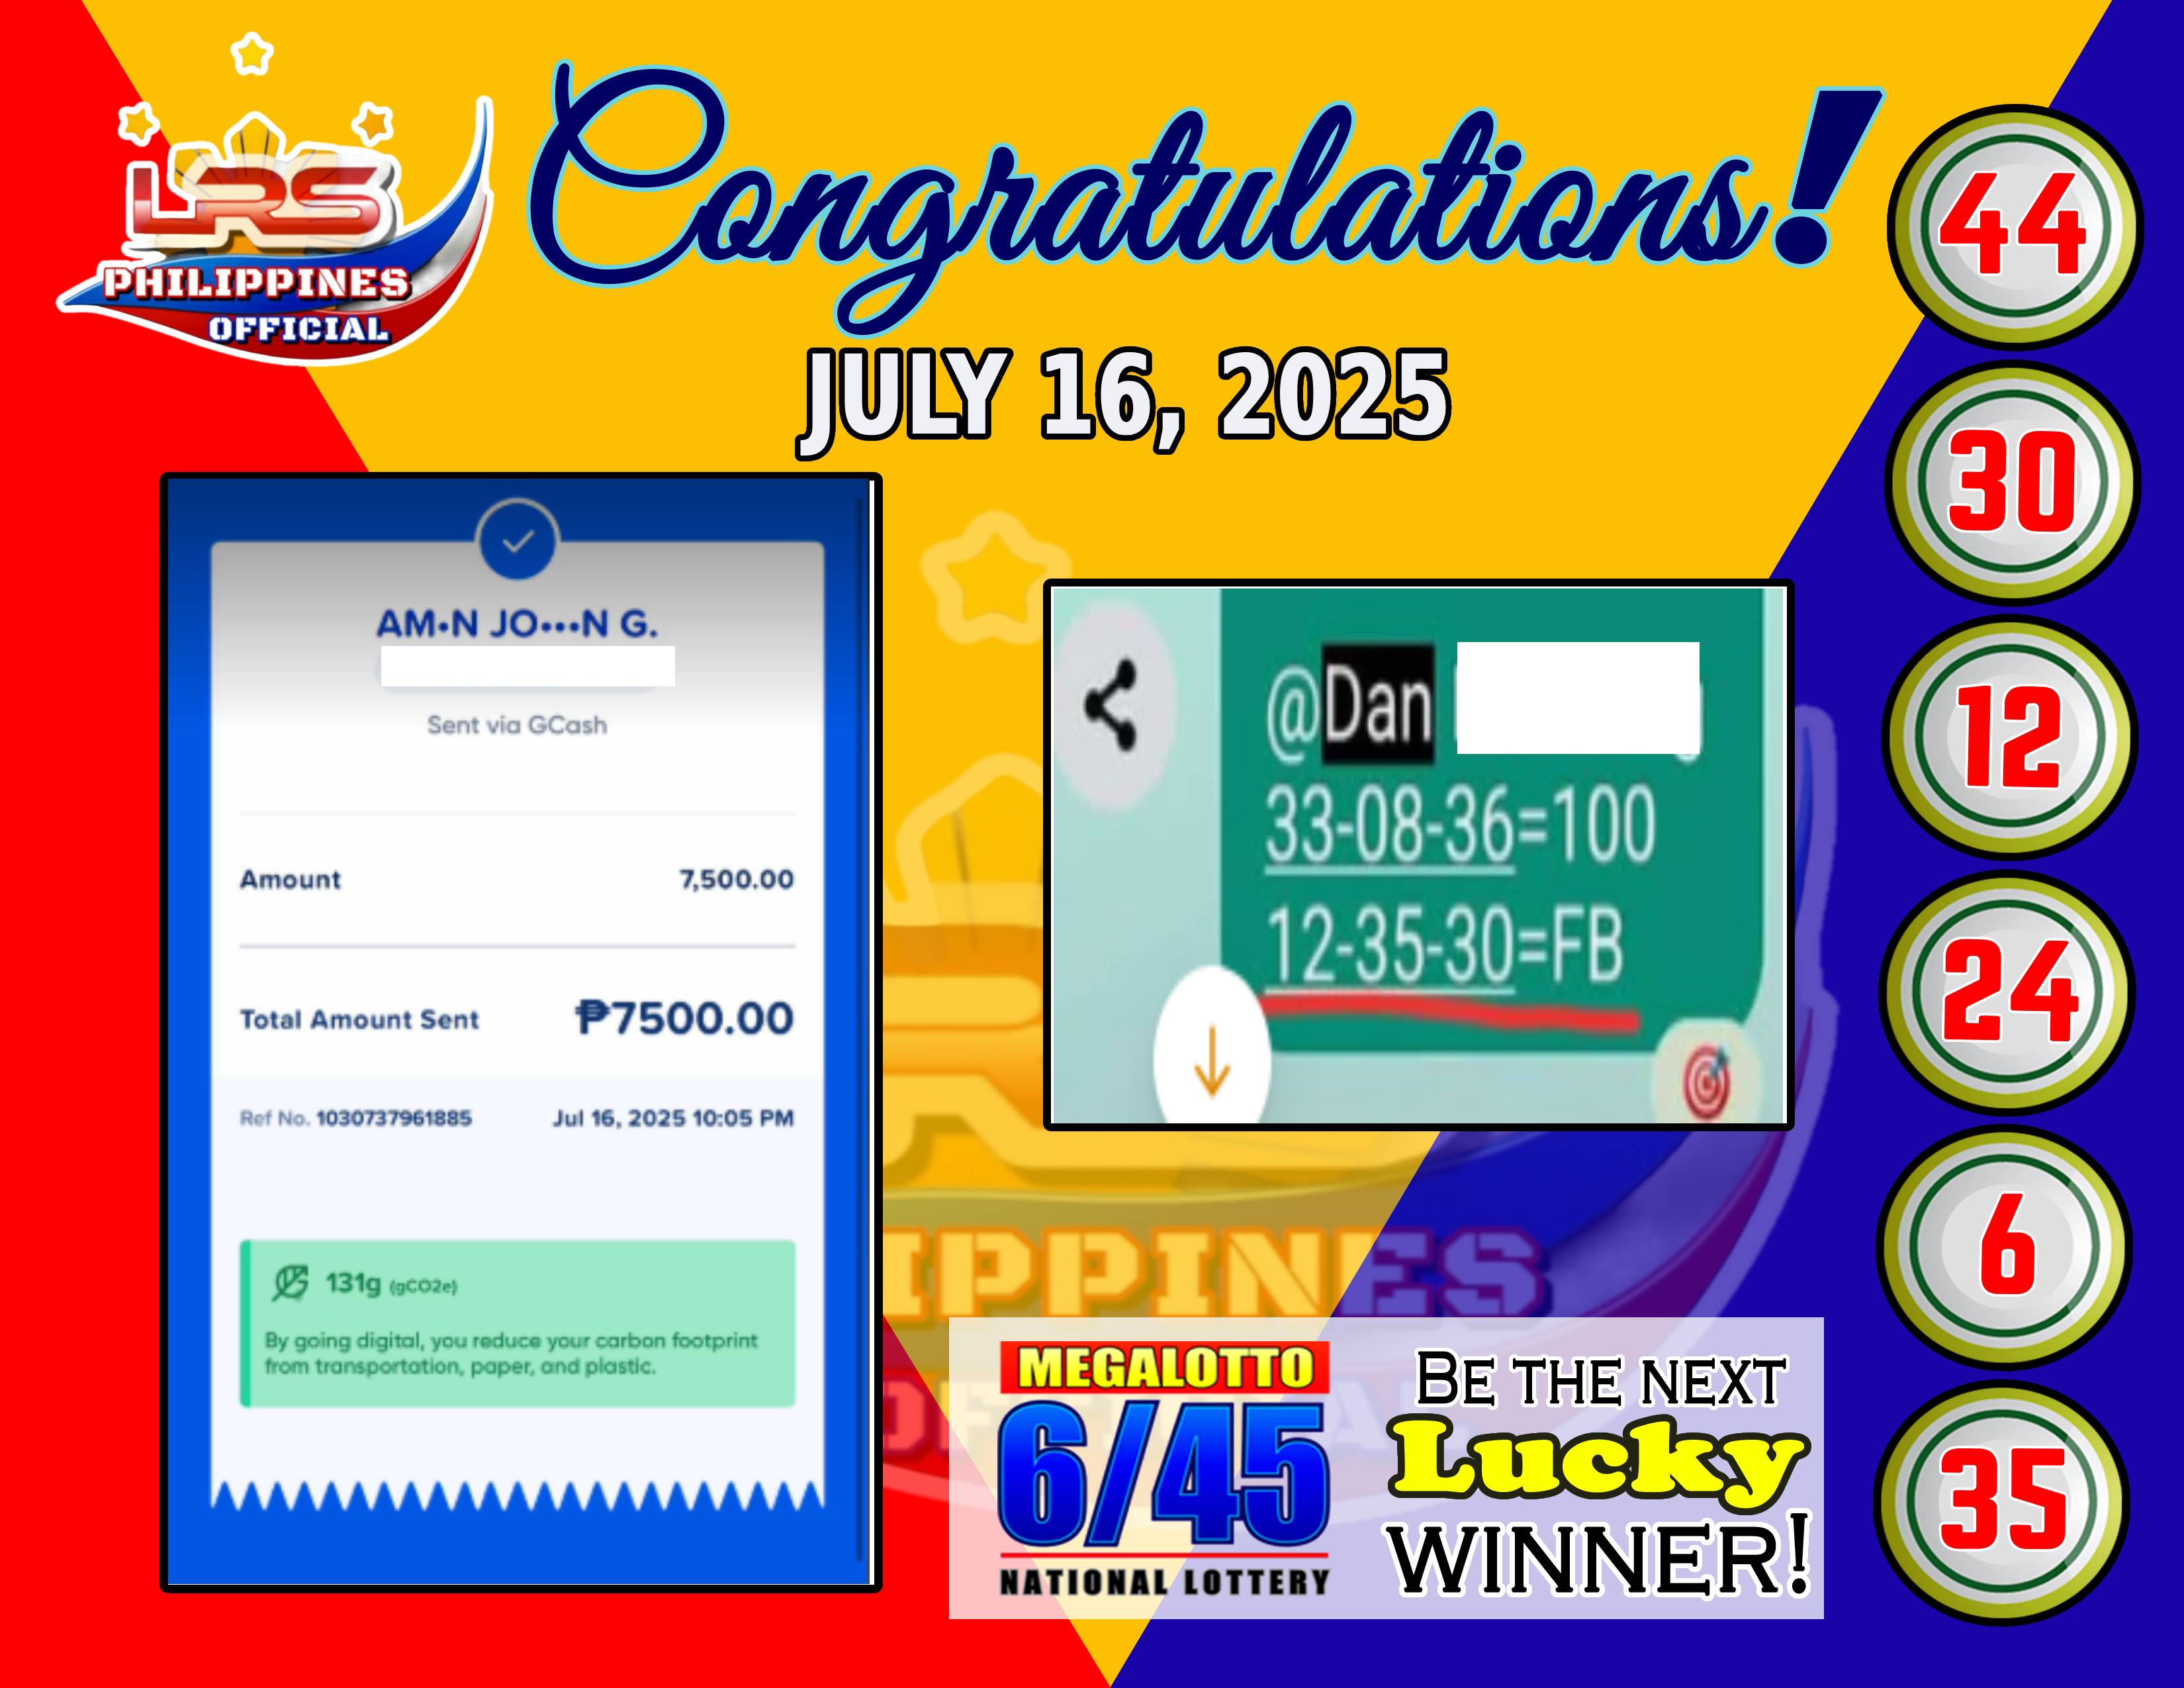 LRS
PHILIPPINES
OFFICIAL
Congratulations!
JULY 16, 2025
AM•N JO•••N G.
Sent via GCash
Amount 7,500.00
Total Amount Sent ₱7500.00
Ref No. 1030737961885 Jul 16, 2025 10:05 PM
131g (gCO2e)
By going digital, you reduce your carbon footprint
from transportation, paper, and plastic.
@Dan
33-08-36=100
12-35-30=FB
IPPINES
MEGALOTTO
6/45
NATIONAL LOTTERY
BE THE NEXT
Lucky
WINNER!
44
30
12
24
6
35